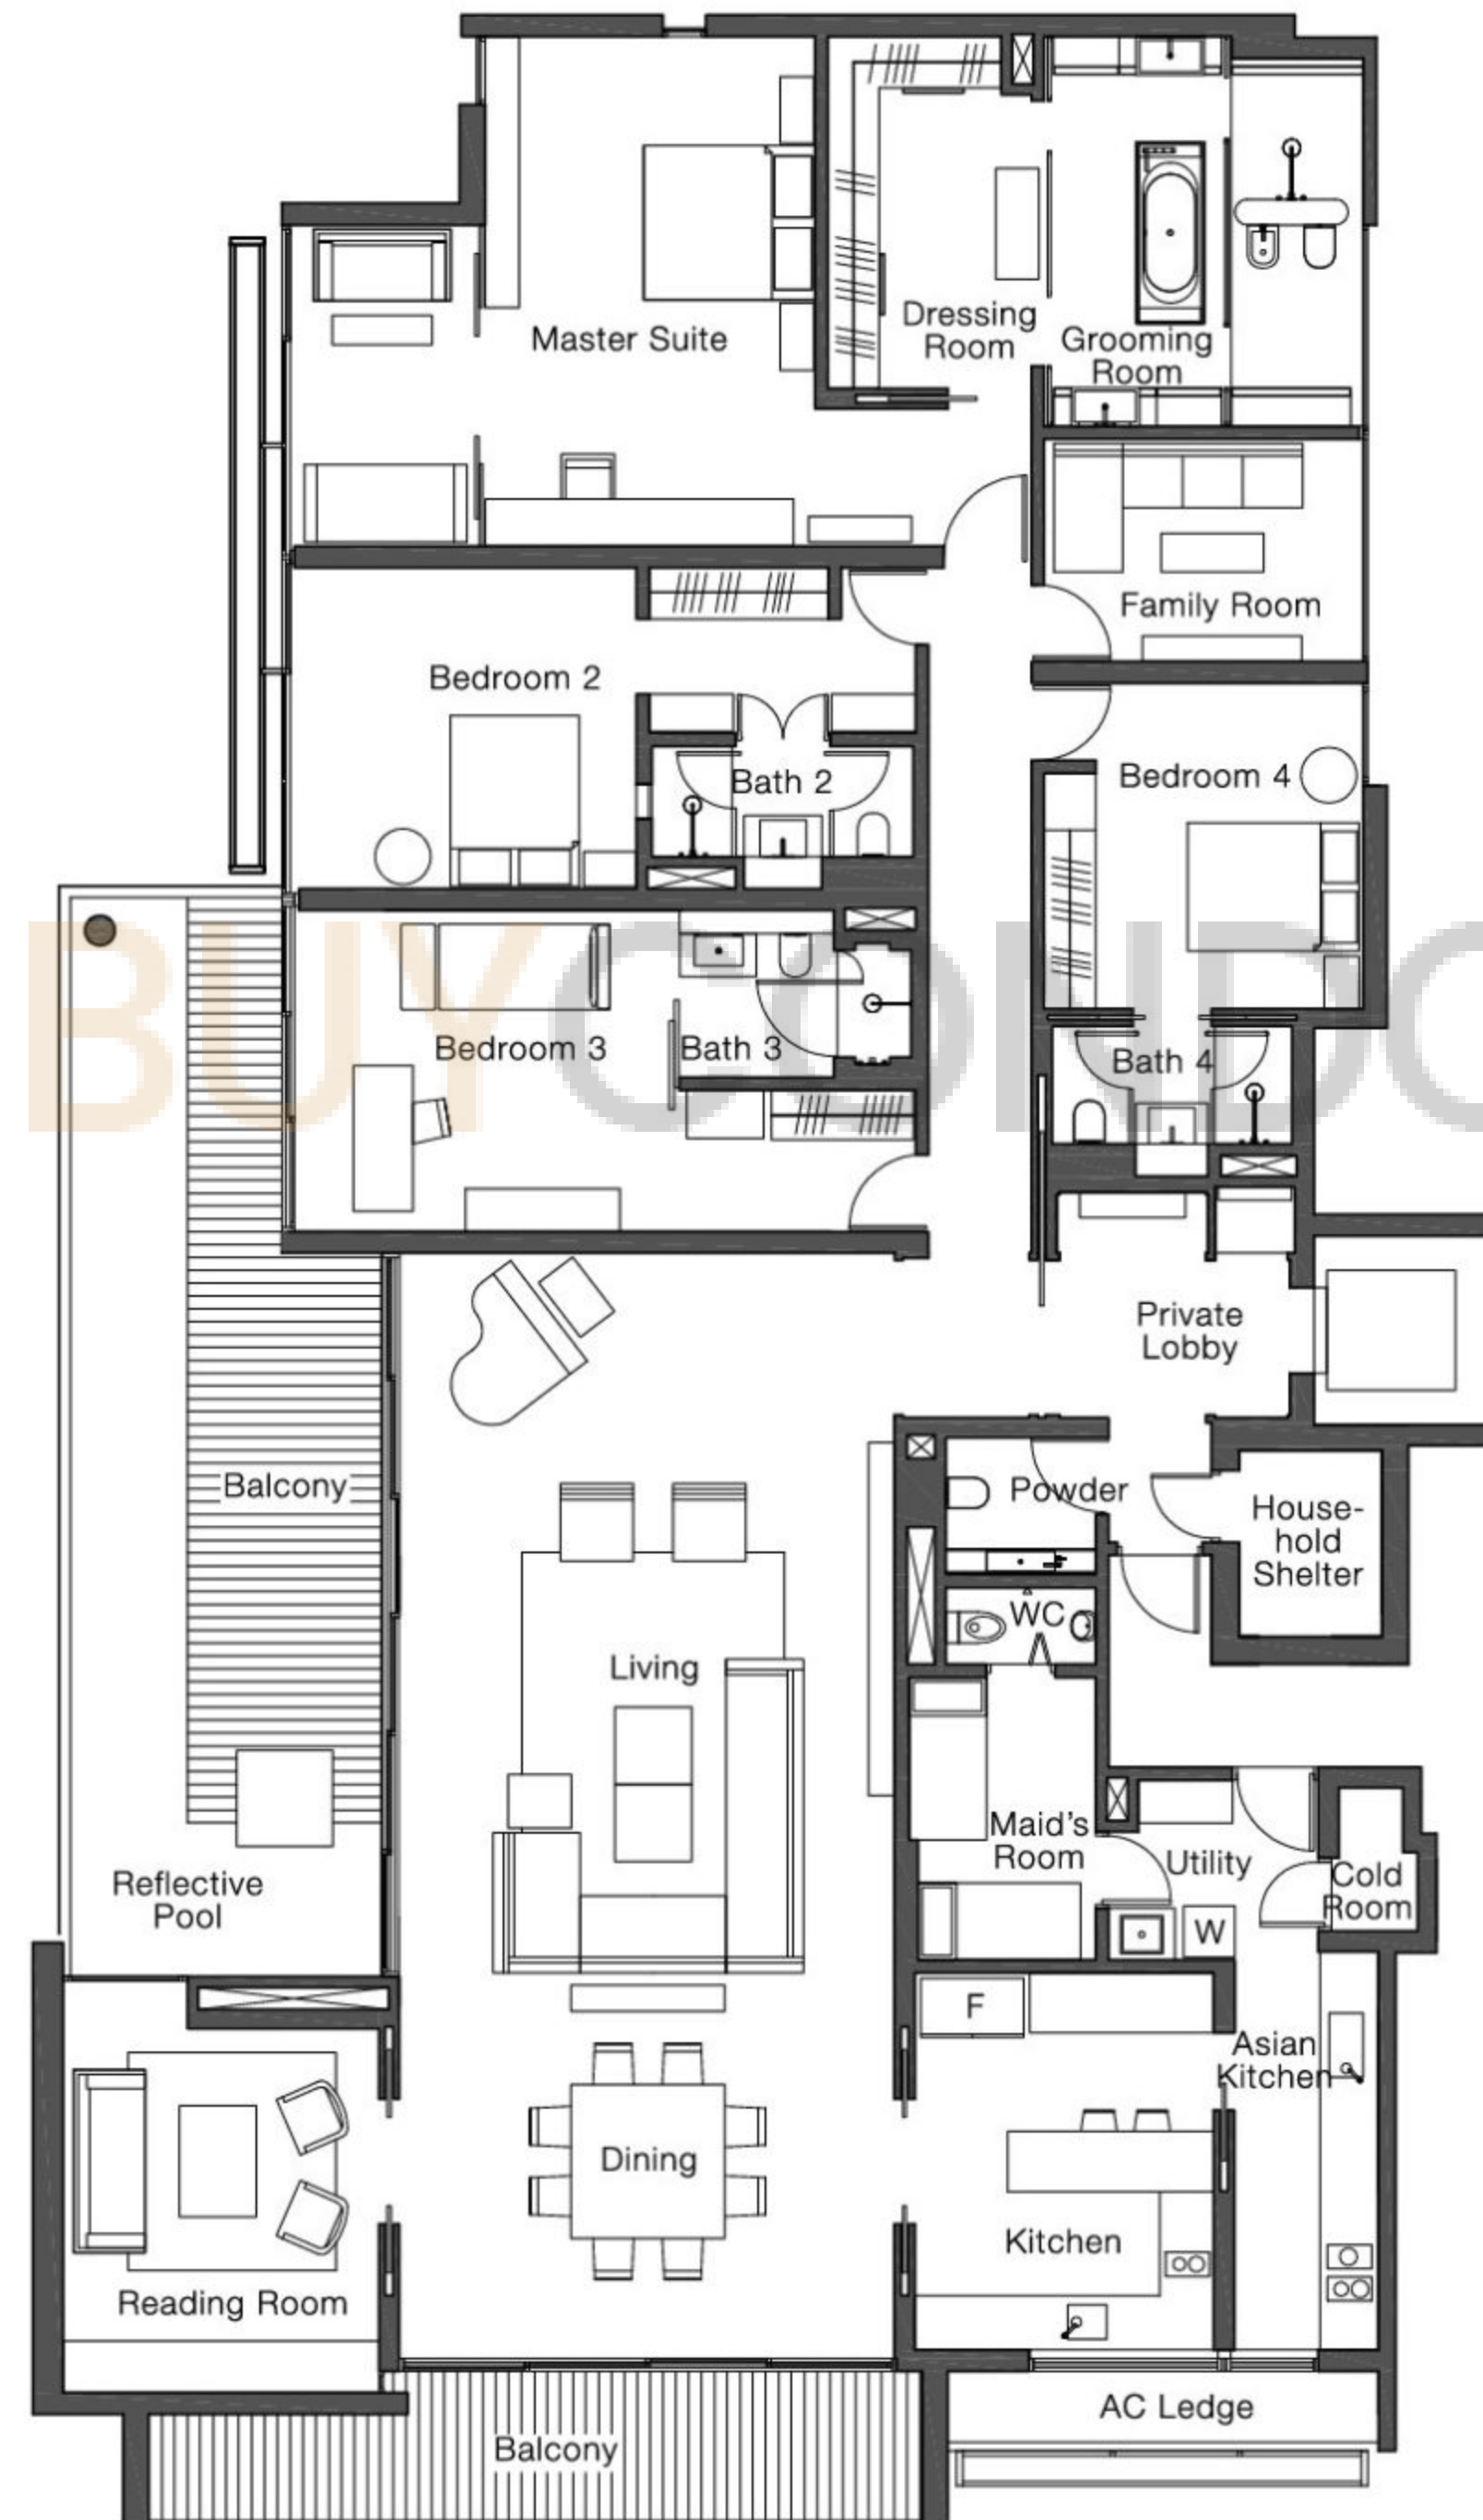 Dressing
Room
Grooming
Room
Master Suite
Family Room
Bedroom 2
Bath 2
Bedroom 4
BUYCONDO
Bedroom 3
Bath 3
Bath 4
Private
Lobby
Balcony
Powder
House-
hold
Shelter
WC
Living
Maid's
Room
Utility
Cold
Room
Reflective
Pool
W
F
Asian
Kitchen
Dining
Kitchen
Reading Room
AC Ledge
Balcony